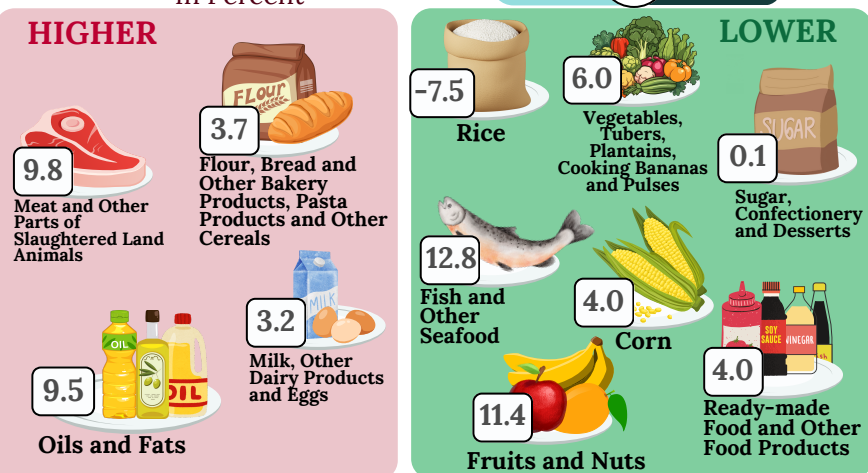 In Percent
HIGHER
FLOUR
9.8
Meat and Other
Parts of
Slaughtered Land
Animals
3.7
Flour, Bread and
Other Bakery
Products, Pasta
Products and Other
Cereals
OIL
OIL
9.5
Oils and Fats
MILK
3.2
Milk, Other
Dairy Products
and Eggs
LOWER
-7.5
Rice
6.0
Vegetables,
Tubers,
Plantains,
Cooking Bananas
and Pulses
SUGAR
0.1
Sugar,
Confectionery
and Desserts
12.8
Fish and
Other
Seafood
4.0
Corn
11.4
Fruits and Nuts
SOY
SAUCE
VINEGAR
4.0
Ready-made
Food and Other
Food Products